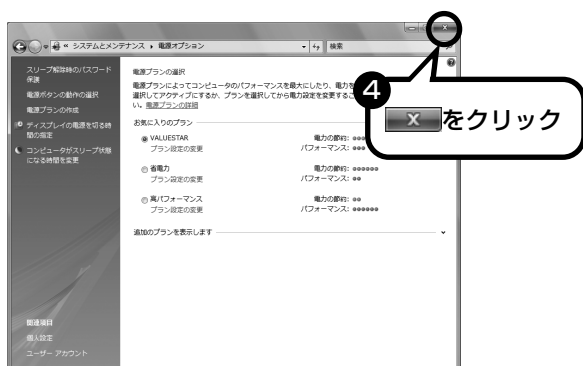 システムとメンテナンス ▸ 電源オプション
検索
スリープ解除時のパスワード
保護
電源ボタンの動作の選択
電源プランの作成
ディスプレイの電源を切る時
間の指定
コンピュータがスリープ状態
になる時間を変更
関連項目
個人設定
ユーザー アカウント
電源プランの選択
電源プランによってコンピュータのパフォーマンスを最大にしたり、電力を
選択してアクティブにするか、プランを選択してから電力設定を変更するこ
い。電源プランの詳細
お気に入りのプラン
VALUESTAR
電力の節約:
プラン設定の変更
パフォーマンス:
省電力
電力の節約:
プラン設定の変更
パフォーマンス:
高パフォーマンス
電力の節約:
プラン設定の変更
パフォーマンス:
追加のプランを表示します
4
xをクリック